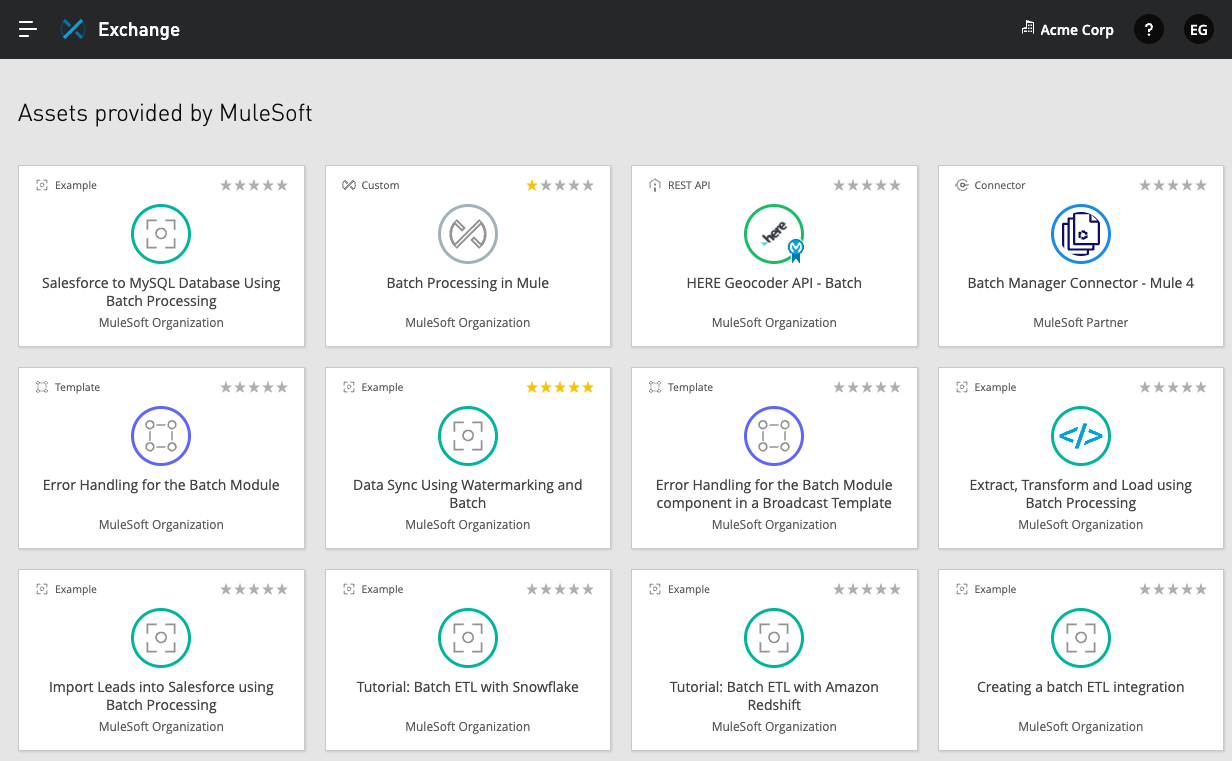 Exchange
Acme Corp
?
EG
Assets provided by MuleSoft
Example
Salesforce to MySQL Database Using
Batch Processing
MuleSoft Organization
Custom
Batch Processing in Mule
MuleSoft Organization
REST API
here
HERE Geocoder API - Batch
MuleSoft Organization
Connector
Batch Manager Connector - Mule 4
MuleSoft Partner
Template
Error Handling for the Batch Module
MuleSoft Organization
Example
Data Sync Using Watermarking and
Batch
MuleSoft Organization
Template
Error Handling for the Batch Module
component in a Broadcast Template
MuleSoft Organization
Example
</>
Extract, Transform and Load using
Batch Processing
MuleSoft Organization
Example
Import Leads into Salesforce using
Batch Processing
MuleSoft Organization
Example
Tutorial: Batch ETL with Snowflake
MuleSoft Organization
Example
Tutorial: Batch ETL with Amazon
Redshift
MuleSoft Organization
Example
Creating a batch ETL integration
MuleSoft Organization